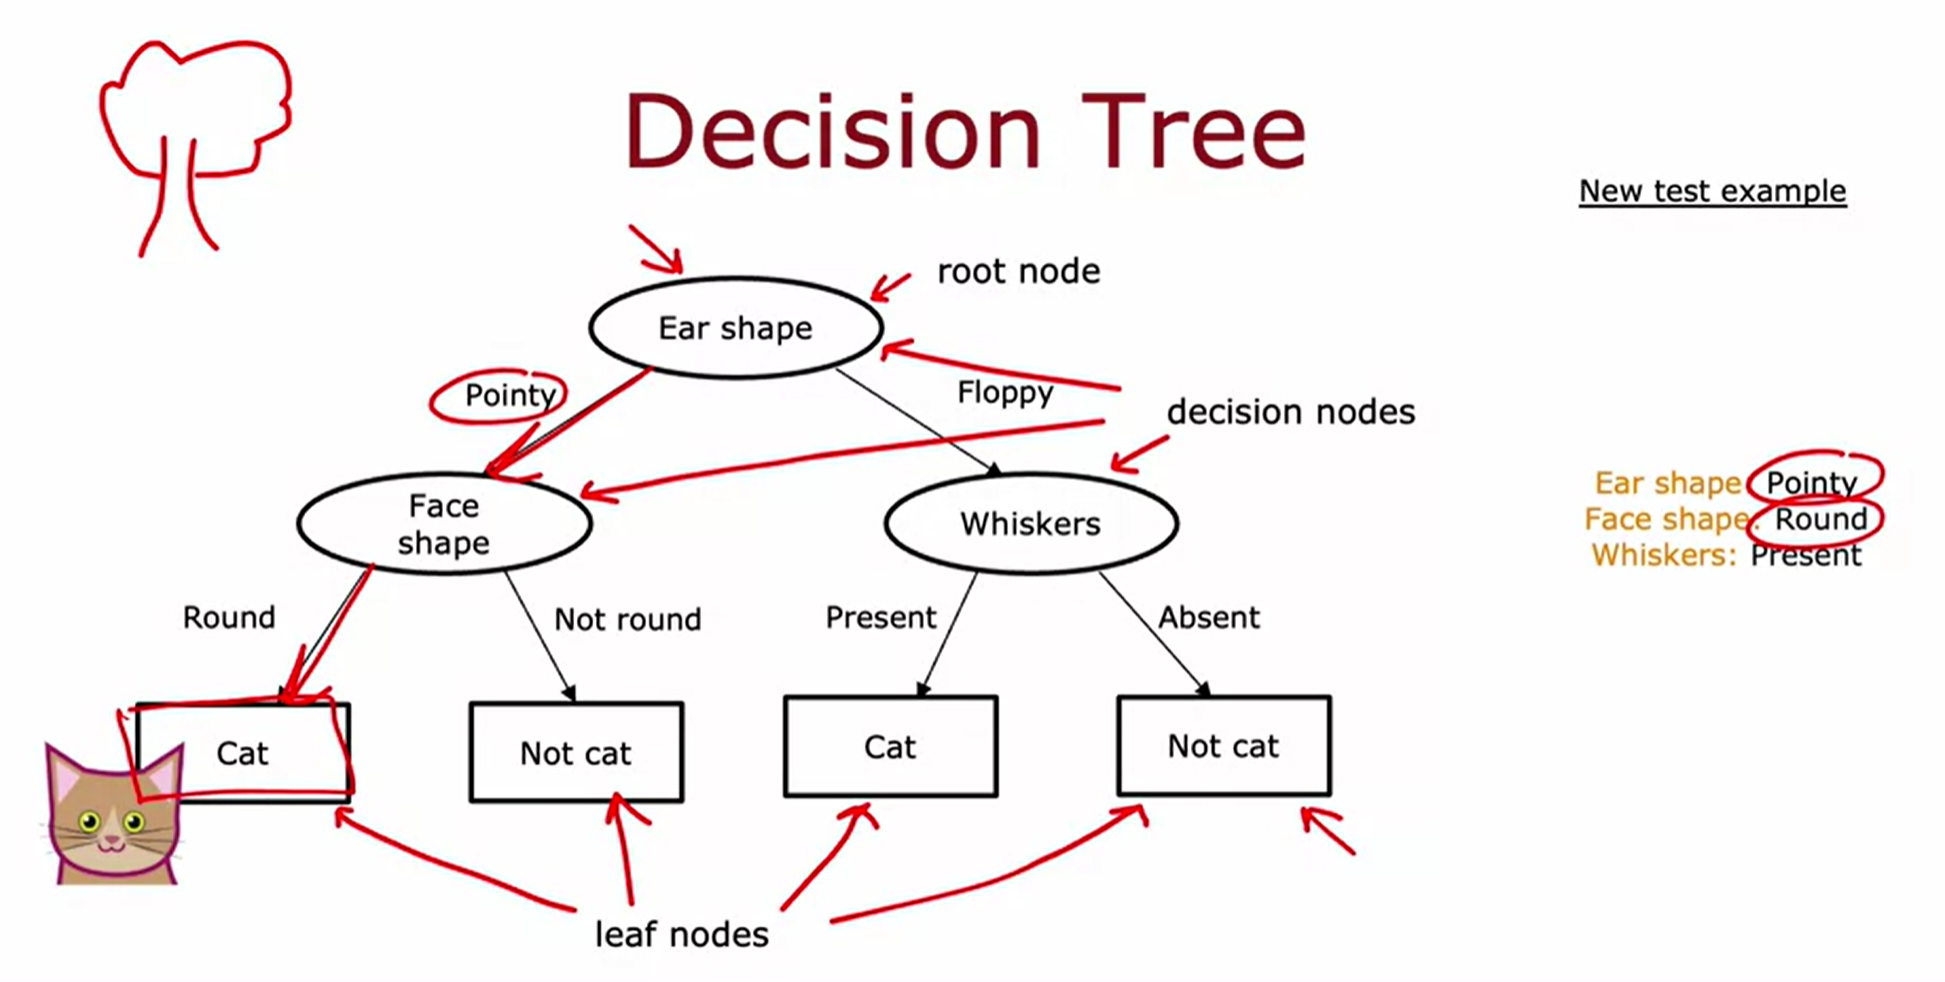 Decision Tree
New test example
root node
Ear shape
Pointy
Floppy
decision nodes
Face
shape
Whiskers
Ear shape Pointy
Face shape: Round
Whiskers: Present
Round
Not round
Present
Absent
Cat
Not cat
Cat
Not cat
leaf nodes